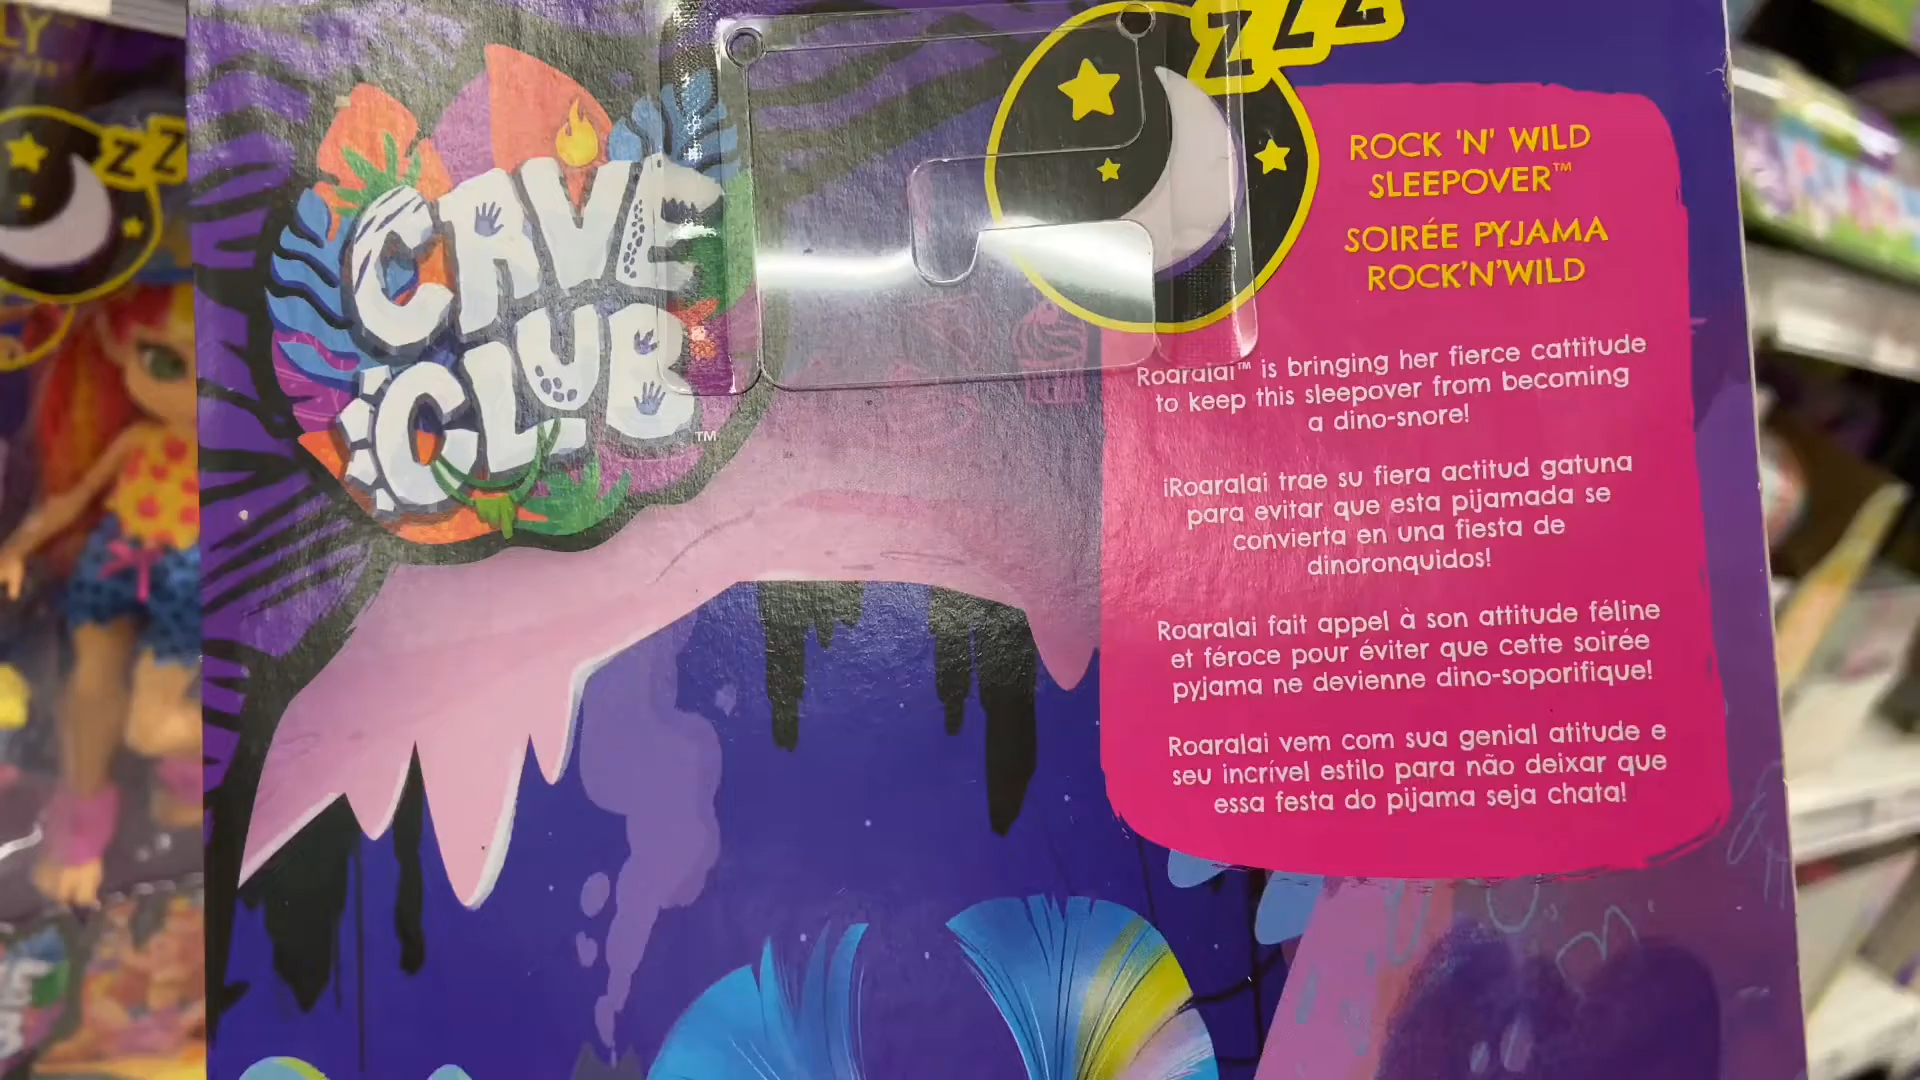 CAVE
CLUB™
ZZZ
ROCK 'N' WILD
SLEEPOVER™
SOIRÉE PYJAMA
ROCK'N'WILD
Roaralai™ is bringing her fierce cattitude
to keep this sleepover from becoming
a dino-snore!
¡Roaralai trae su fiera actitud gatuna
para evitar que esta pijamada se
convierta en una fiesta de
dinoronquidos!
Roaralai fait appel à son attitude féline
et féroce pour éviter que cette soirée
pyjama ne devienne dino-soporifique!
Roaralai vem com sua genial atitude e
seu incrível estilo para não deixar que
essa festa do pijama seja chata!
ZZ
LY